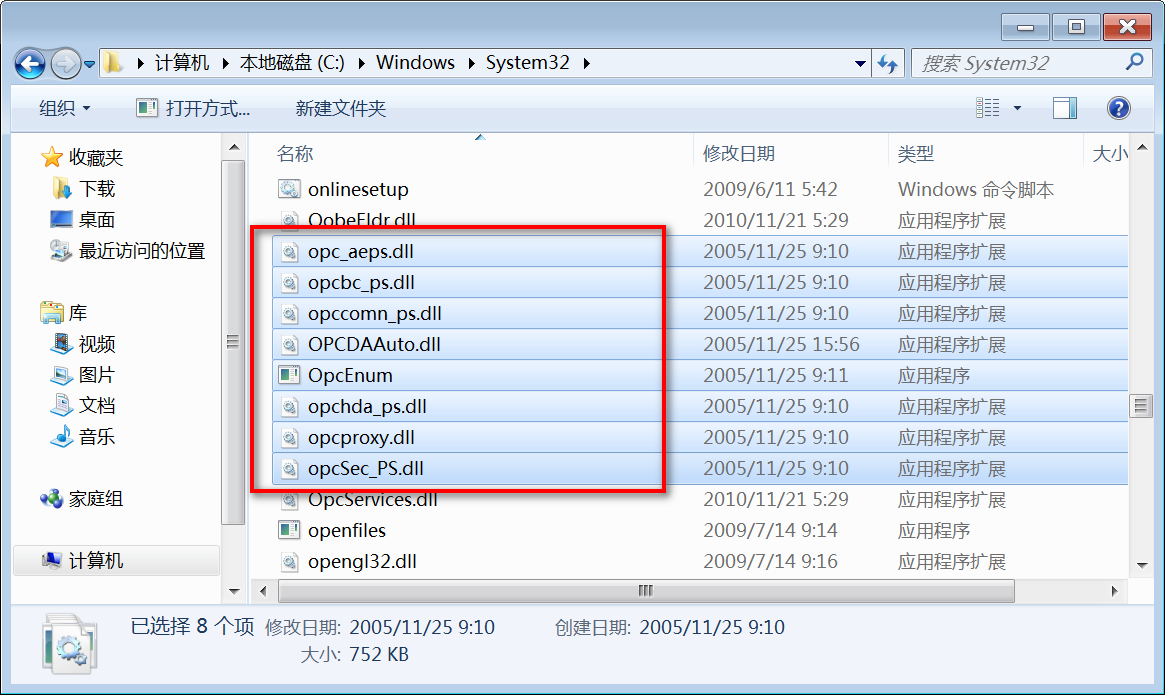 计算机 本地磁盘 (C:) Windows System32 搜索 System32
组织 打开方式... 新建文件夹
收藏夹
下载
桌面
最近访问的位置
库
视频
图片
文档
音乐
家庭组
计算机
名称 修改日期 类型 大小
onlinesetup 2009/6/11 5:42 Windows 命令脚本
OobeFldr.dll 2010/11/21 5:29 应用程序扩展
opc_aeps.dll 2005/11/25 9:10 应用程序扩展
opcbc_ps.dll 2005/11/25 9:10 应用程序扩展
opccomn_ps.dll 2005/11/25 9:10 应用程序扩展
OPCDAAuto.dll 2005/11/25 15:56 应用程序扩展
OpcEnum 2005/11/25 9:11 应用程序
opchda_ps.dll 2005/11/25 9:10 应用程序扩展
opcproxy.dll 2005/11/25 9:10 应用程序扩展
opcSec_PS.dll 2005/11/25 9:10 应用程序扩展
OpcServices.dll 2010/11/21 5:29 应用程序扩展
openfiles 2009/7/14 9:14 应用程序
opengl32.dll 2009/7/14 9:16 应用程序扩展
已选择 8 个项 修改日期: 2005/11/25 9:10 创建日期: 2005/11/25 9:10
大小: 752 KB